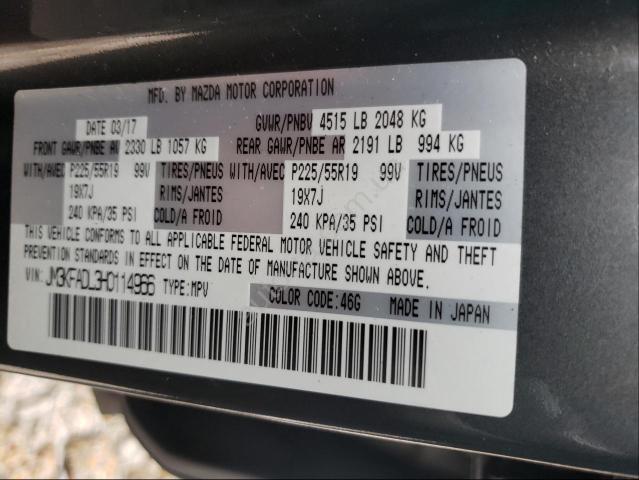 MFD. BY MAZDA MOTOR CORPORATION
DATE 03/17 GVWR/PNBV 4515 LB 2048 KG
FRONT GAWR/PNBE AV 2330 LB 1057 KG REAR GAWR/PNBE AR 2191 LB 994 KG
WITH/AVEC P225/55R19 99V TIRES/PNEUS WITH/AVEC P225/55R19 99V TIRES/PNEUS
19X7J RIMS/JANTES 19X7J RIMS/JANTES
240 KPA/35 PSI COLD/A FROID 240 KPA/35 PSI COLD/A FROID
THIS VEHICLE CONFORMS TO ALL APPLICABLE FEDERAL MOTOR VEHICLE SAFETY AND THEFT
PREVENTION STANDARDS IN EFFECT ON THE DATE OF MANUFACTURE SHOWN ABOVE.
VIN: JM3KFADL3H0114966 TYPE:MPV COLOR CODE:46G MADE IN JAPAN